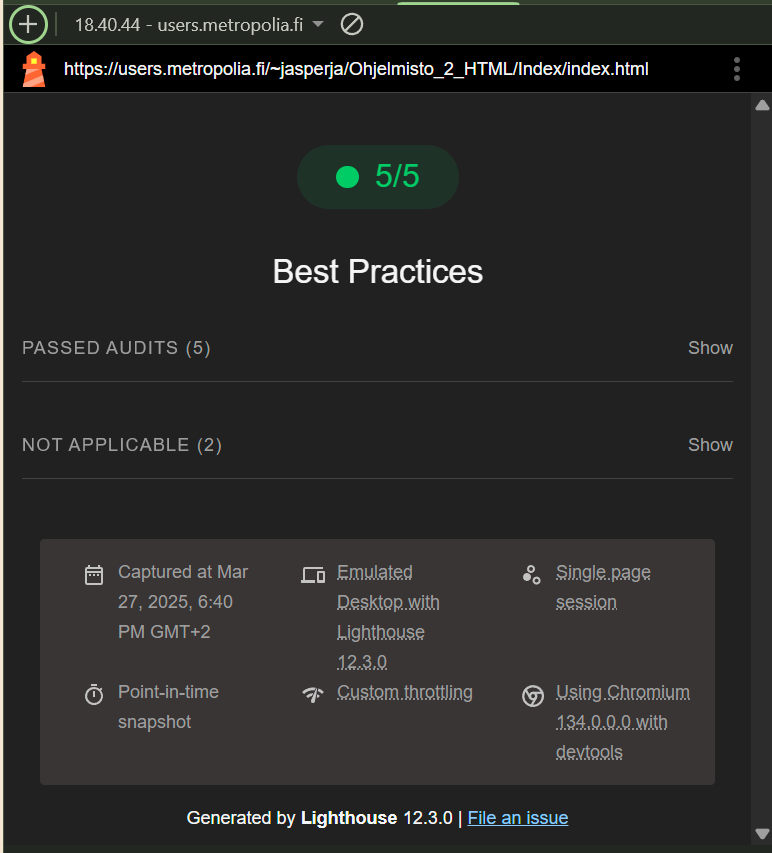 18.40.44 - users.metropolia.fi
https://users.metropolia.fi/~jasperja/Ohjelmisto_2_HTML/Index/index.html
5/5
Best Practices
PASSED AUDITS (5)
Show
NOT APPLICABLE (2)
Show
Captured at Mar
27, 2025, 6:40
PM GMT+2
Emulated
Desktop with
Lighthouse
12.3.0
Single page
session
Point-in-time
snapshot
Custom throttling
Using Chromium
134.0.0.0 with
devtools
Generated by Lighthouse 12.3.0 | File an issue